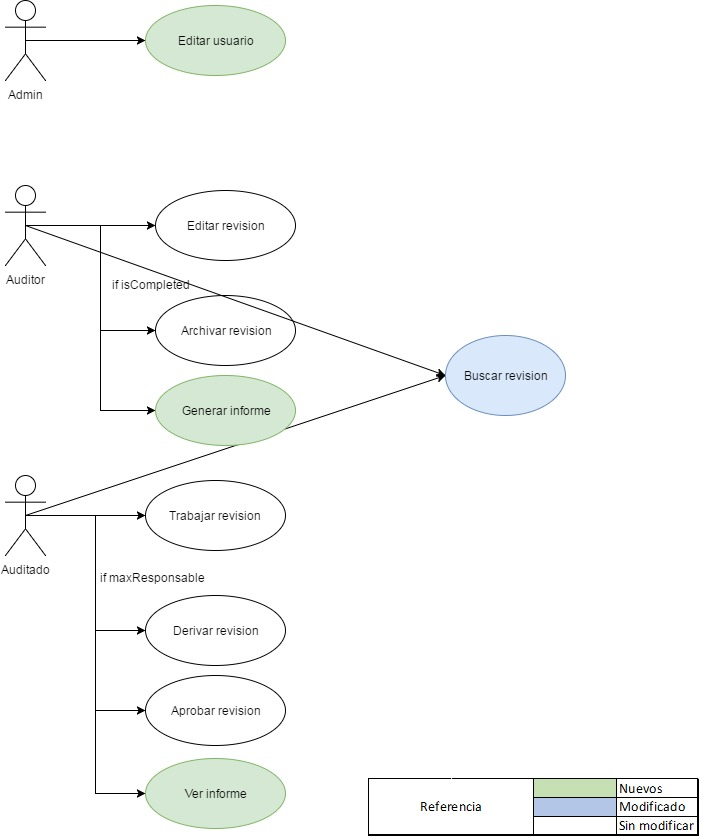 Editar usuario
Admin
Editar revision
Auditor
if isCompleted
Archivar revision
Buscar revision
Generar informe
Trabajar revision
Auditado
if maxResponsable
Derivar revision
Aprobar revision
Ver informe
Referencia
Nuevos
Modificado
Sin modificar